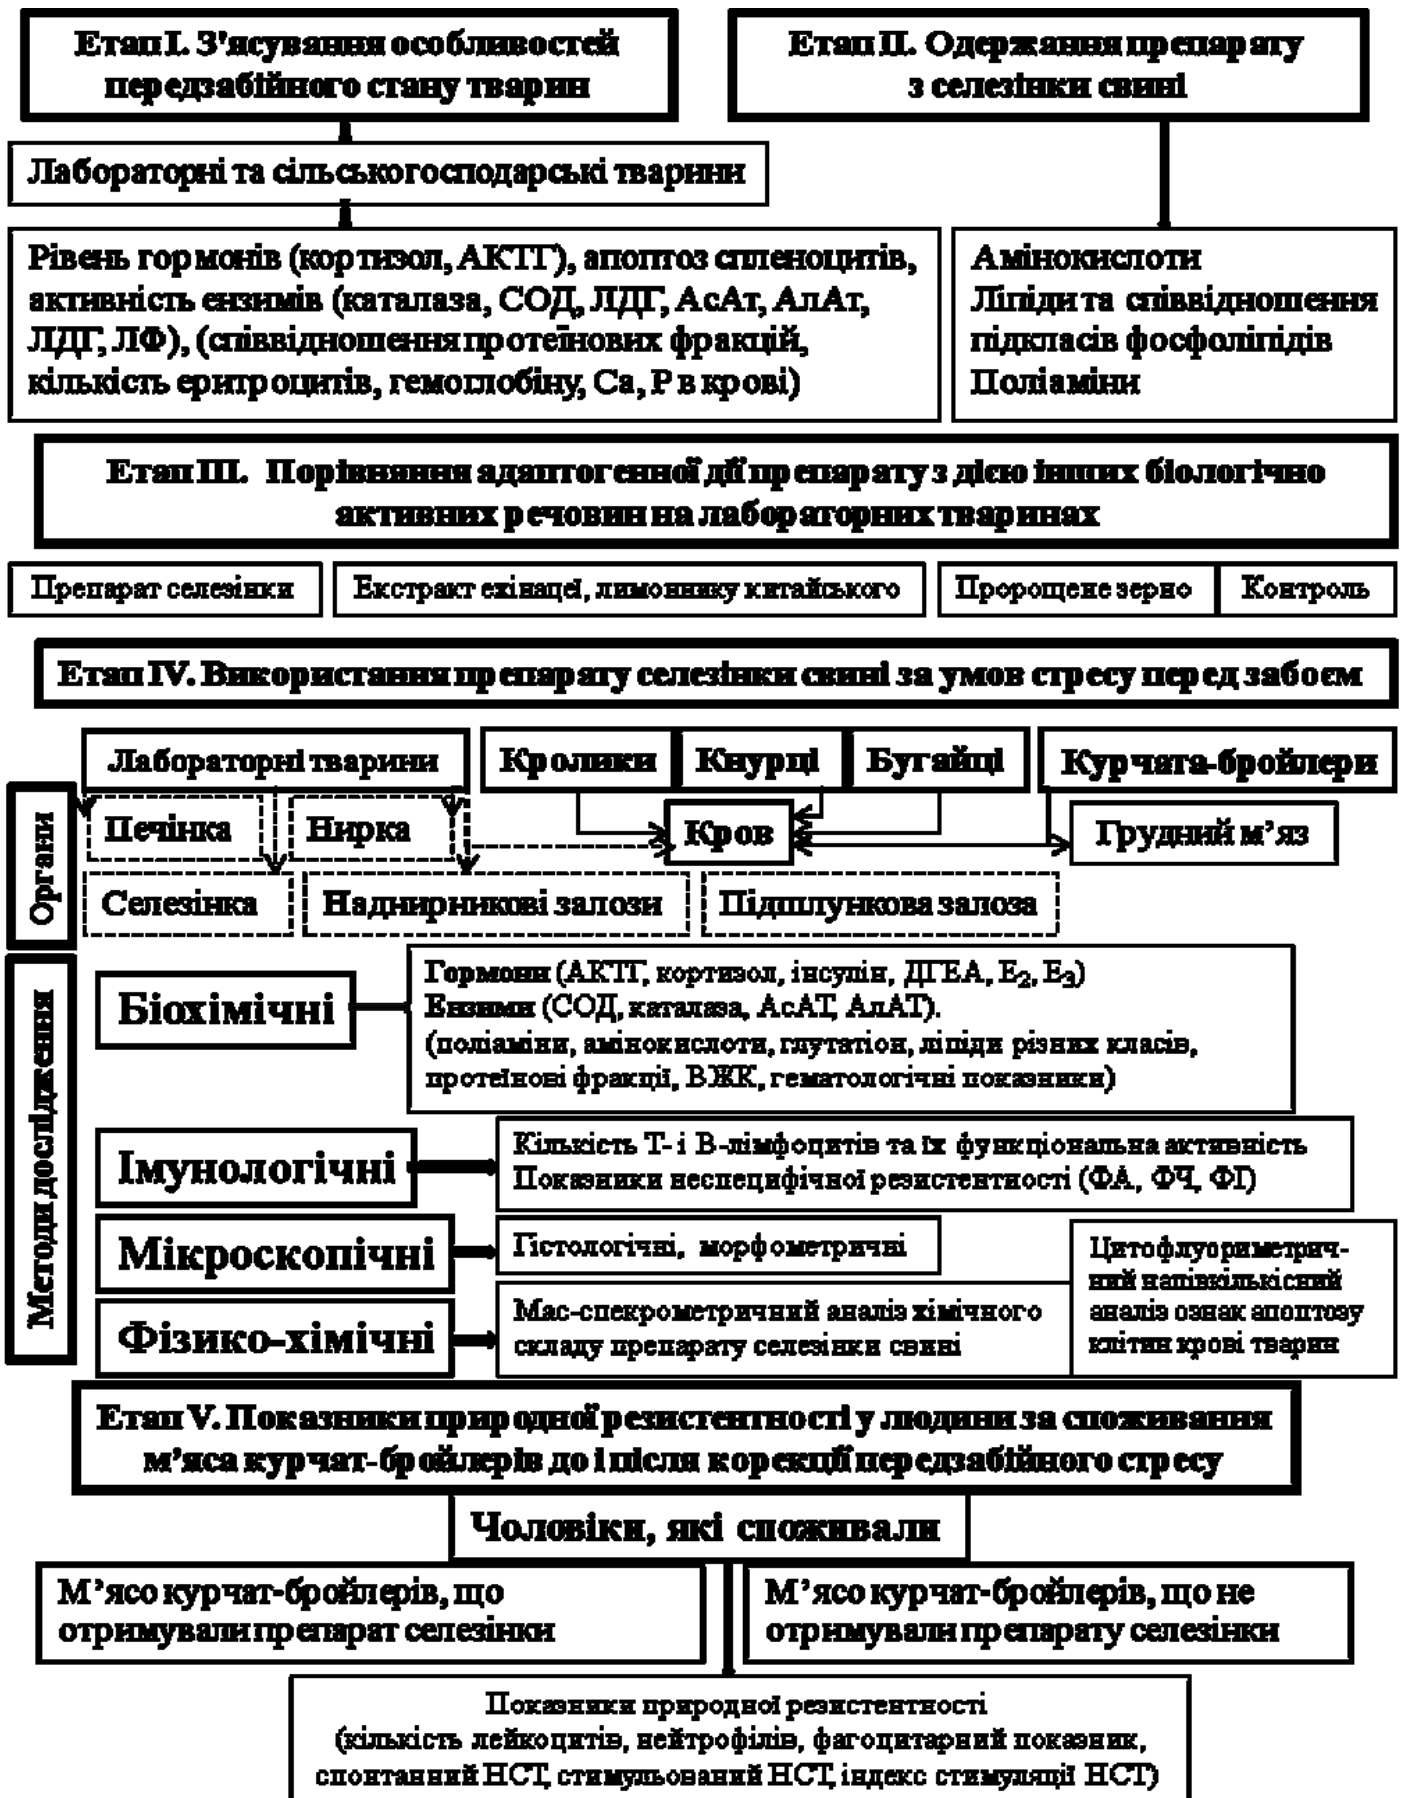 Етап I. З'ясування особливостей
передзабійного стану тварин
Етап II. Одержання препарату
з селезінки свині
Лабораторні та сільськогосподарські тварини
Рівень гормонів (кортизол, АКТГ), апоптоз спленоцитів,
активність ензимів (каталаза, СОД, ЛДГ, АсАт, АлАт,
ЛДГ, ЛФ), (співвідношення протеїнових фракцій,
кількість еритроцитів, гемоглобіну, Са, Р в крові)
Амінокислоти
Ліпіди та співвідношення
підкласів фосфоліпідів
Поліаміни
Етап III. Порівняння адаптогенної дії препарату з дією інших біологічно
активних речовин на лабораторних тваринах
Препарат селезінки
Екстракт ехінацеї, лимоннику китайського
Пророщене зерно
Контроль
Етап IV. Використання препарату селезінки свині за умов стресу перед забоєм
Лабораторні тварини
Кролики
Кнурці
Бугайці
Курчата-бройлери
Органи
Печінка
Нирка
Кров
Грудний м’яз
Селезінка
Наднирникові залози
Підшлункова залоза
Методи дослідження
Біохімічні
Гормони (АКТГ, кортизол, інсулін, ДГЕА, Е₂, Е₃)
Ензими (СОД, каталаза, АсАТ, АлАТ).
(поліаміни, амінокислоти, глутатіон, ліпіди різних класів,
протеїнові фракції, ВЖК, гематологічні показники)
Імунологічні
Кількість Т- і В-лімфоцитів та їх функціональна активність
Показники неспецифічної резистентності (ФА, ФЧ, ФІ)
Мікроскопічні
Гістологічні, морфометричні
Цитофлуориметрич-
ний напівкількісний
аналіз ознак апоптозу
клітин крові тварин
Фізико-хімічні
Мас-спекрометричний аналіз хімічного
складу препарату селезінки свині
Етап V. Показники природної резистентності у людини за споживання
м’яса курчат-бройлерів до і після корекції передзабійного стресу
Чоловіки, які споживали
М’ясо курчат-бройлерів, що
отримували препарат селезінки
М’ясо курчат-бройлерів, що не
отримували препарату селезінки
Показники природної резистентності
(кількість лейкоцитів, нейтрофілів, фагоцитарний показник,
спонтанний НСТ, стимульований НСТ, індекс стимуляції НСТ)